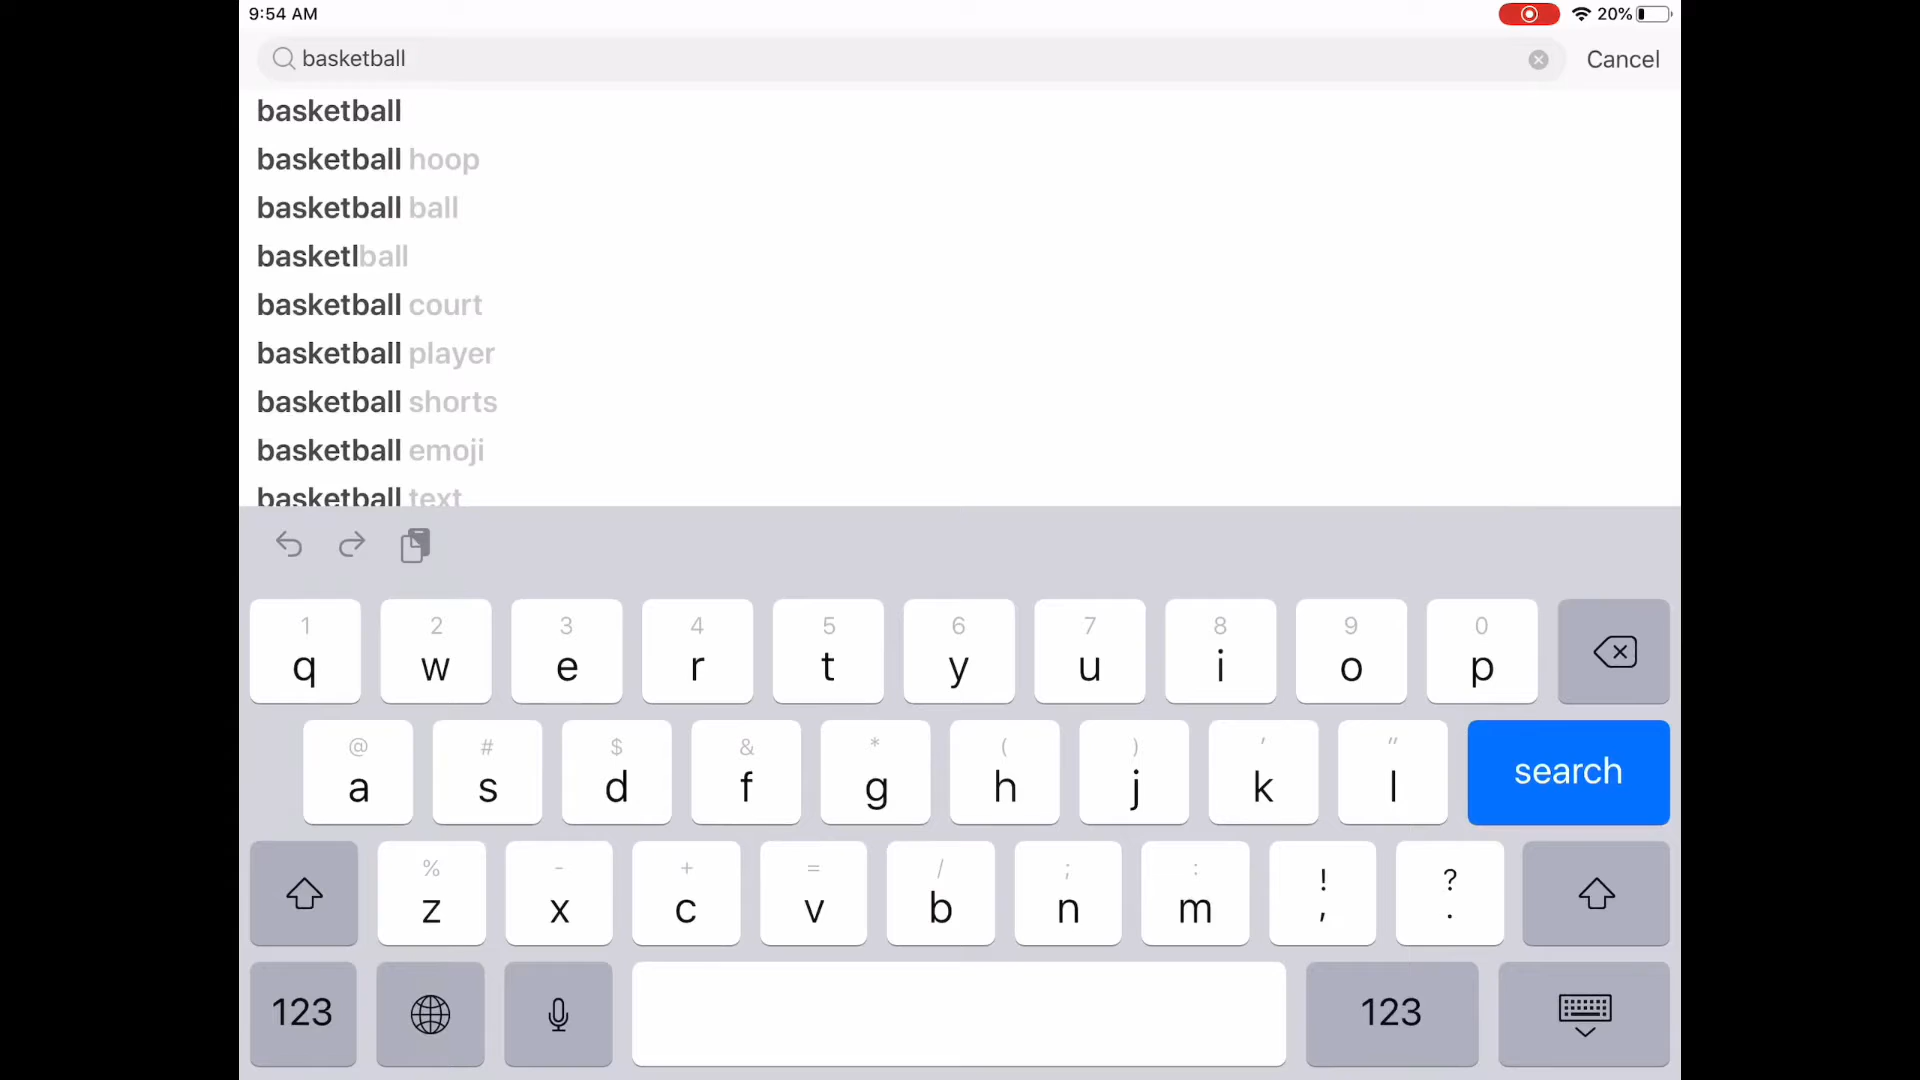 9:54 AM 20%
basketball Cancel
basketball
basketball hoop
basketball ball
basketlball
basketball court
basketball player
basketball shorts
basketball emoji
basketball text
1 2 3 4 5 6 7 8 9 0
q w e r t y u i o p
@ # $ & * ( ) ' "
a s d f g h j k l search
% - + = / ; : ! ?
z x c v b n m , .
123 123